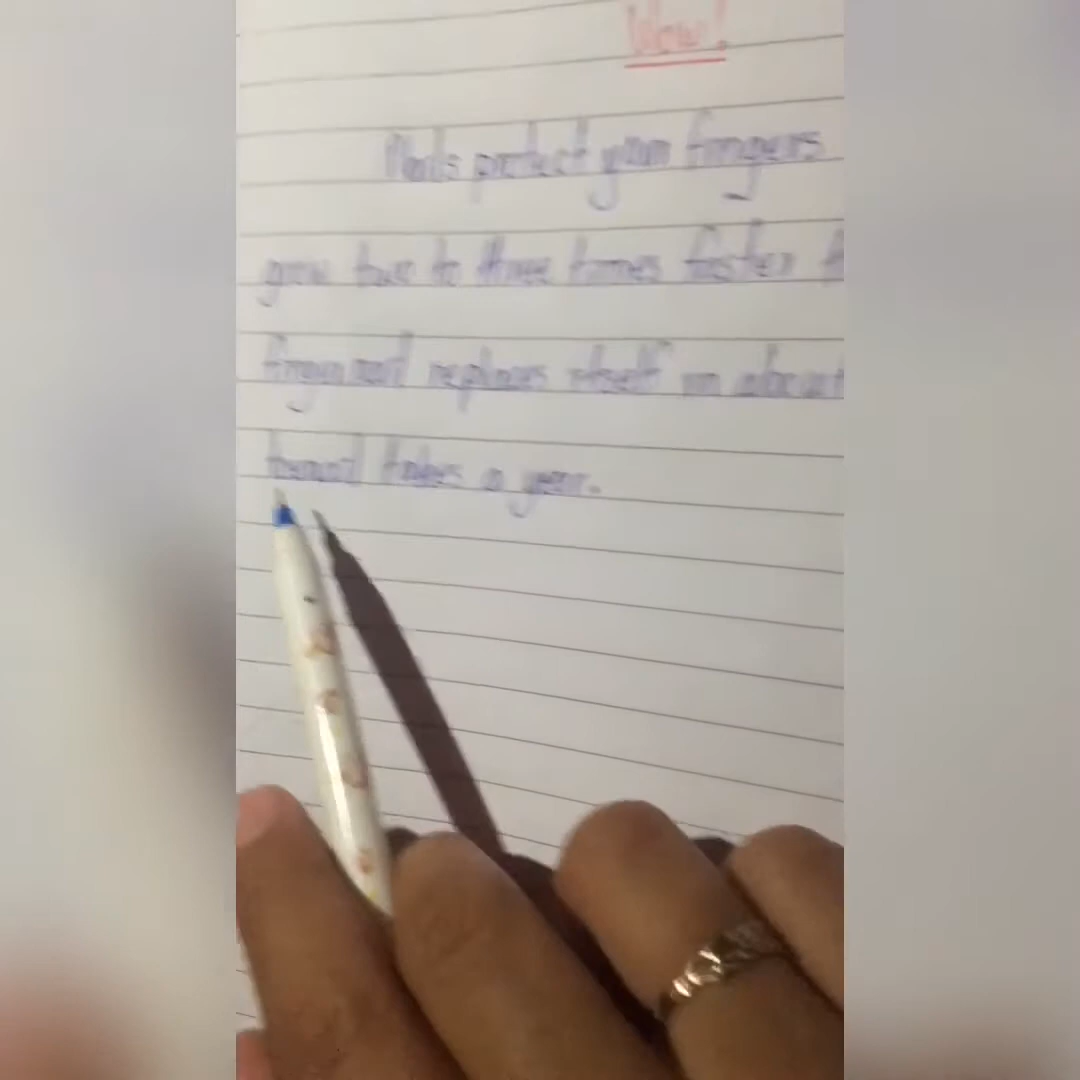 Wow!
Nails protect your fingers
grow two to three times faster
fingernail replaces itself in about
toenail takes a year.